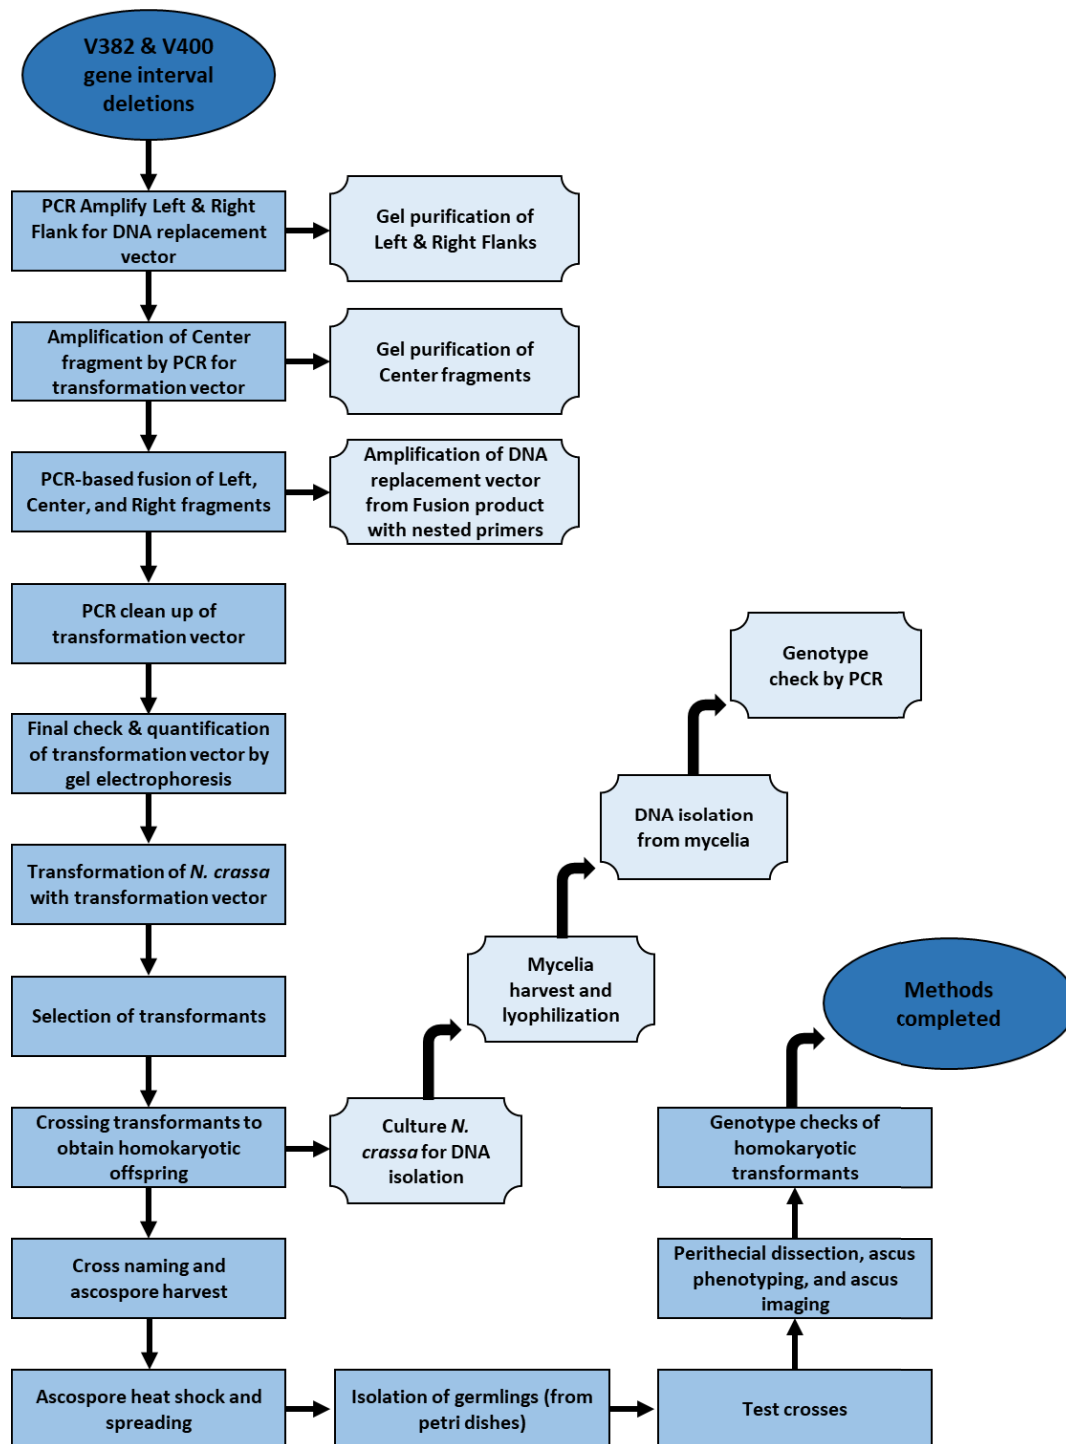 V382 & V400
gene interval
deletions
PCR Amplify Left & Right
Flank for DNA replacement
vector
Gel purification of
Left & Right Flanks
Amplification of Center
fragment by PCR for
transformation vector
Gel purification of
Center fragments
PCR-based fusion of Left,
Center, and Right fragments
Amplification of DNA
replacement vector
from Fusion product
with nested primers
PCR clean up of
transformation vector
Final check & quantification
of transformation vector by
gel electrophoresis
Transformation of N. crassa
with transformation vector
Selection of transformants
Crossing transformants to
obtain homokaryotic
offspring
Culture N.
crassa for DNA
isolation
Mycelia
harvest and
lyophilization
DNA isolation
from mycelia
Genotype
check by PCR
Cross naming and
ascospore harvest
Ascospore heat shock and
spreading
Isolation of germlings (from
petri dishes)
Test crosses
Perithecial dissection, ascus
phenotyping, and ascus
imaging
Genotype checks of
homokaryotic
transformants
Methods
completed